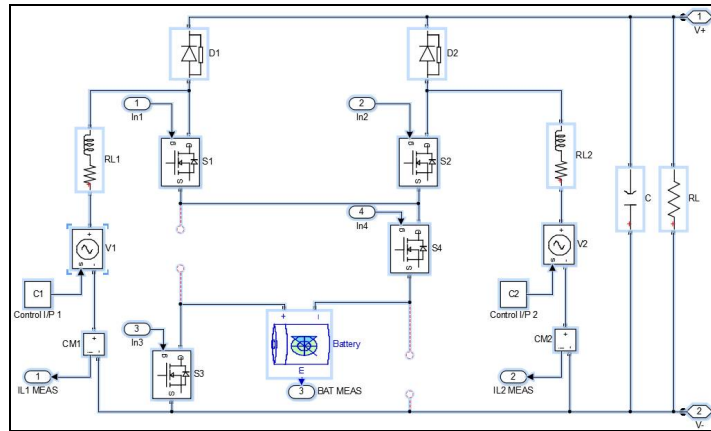 1
V+
D1
D2
1
In1
2
In2
g
D
S
S1
g
D
S
S2
RL1
RL2
C
RL
4
In4
g
D
S
S4
+
V1
-
s
+
V2
-
s
C1
Control I/P 1
C2
Control I/P 2
+ -
Battery
E
3
BAT MEAS
3
In3
g
D
S
S3
CM1
+
i -
CM2
+
i -
1
IL1 MEAS
2
IL2 MEAS
2
V-